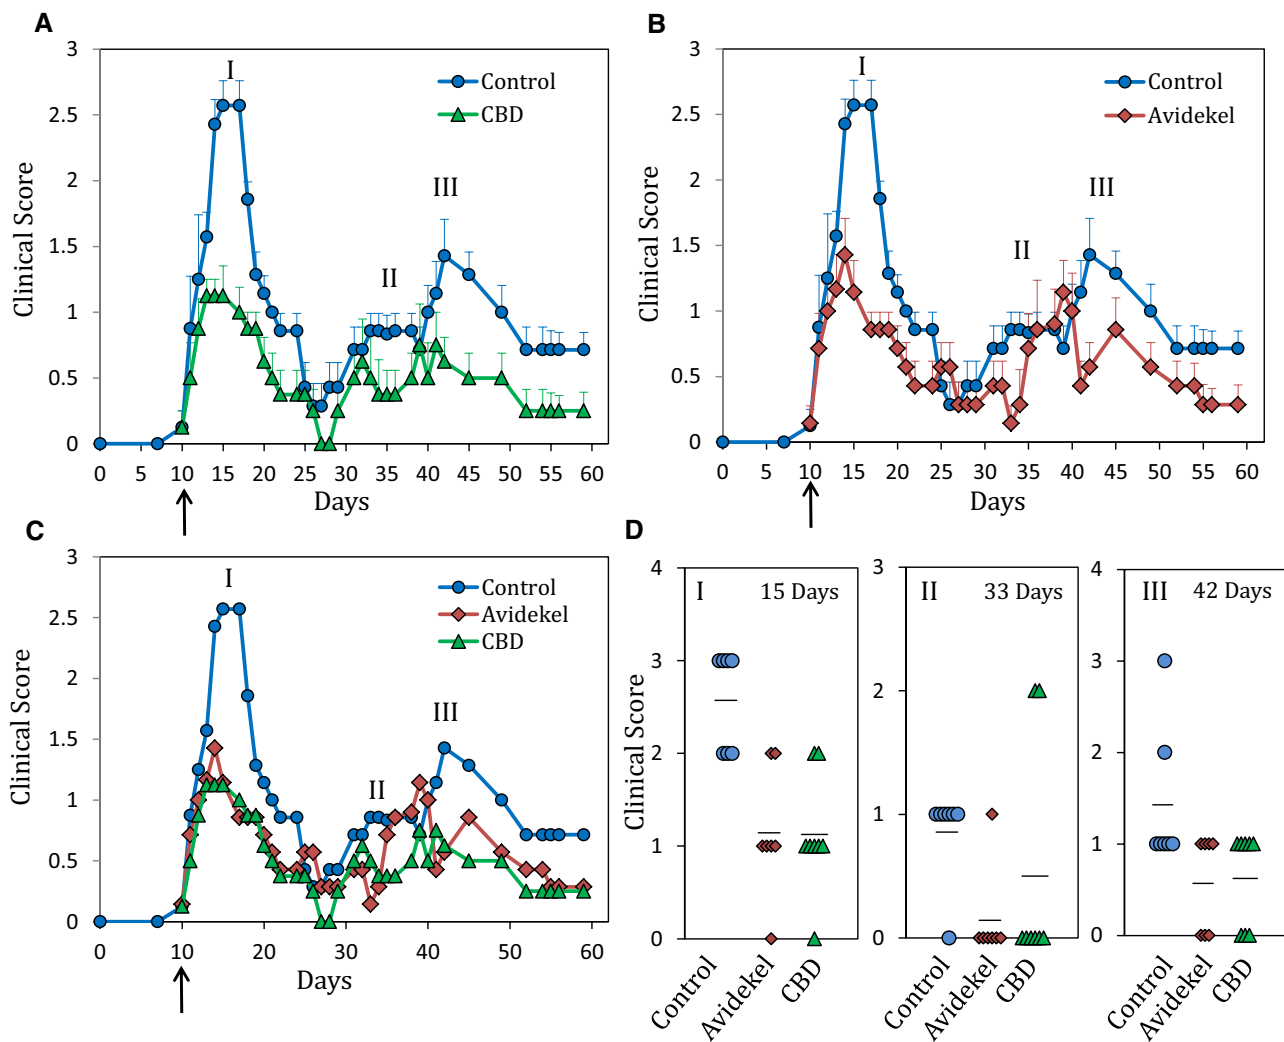 A
3
2.5
2
1.5
1
0.5
0
Clinical Score
I
II
III
Control
CBD
0 10 15 20 25 30 35 40 45 50 55 60
Days
B
3
2.5
2
1.5
1
0.5
0
Clinical Score
I
II
III
Control
Avidekel
0 5 10 15 20 25 30 35 40 45 50 55 60
Days
C
3
2.5
2
1.5
1
0.5
0
Clinical Score
I
II
III
Control
Avidekel
CBD
0 10 15 20 25 30 35 40 45 50 55 60
Days
D
Clinical Score
4
3
2
1
0
I 15 Days
Control Avidekel CBD
3
2
1
0
II 33 Days
Control Avidekel CBD
4
3
2
1
0
III 42 Days
Control Avidekel CBD